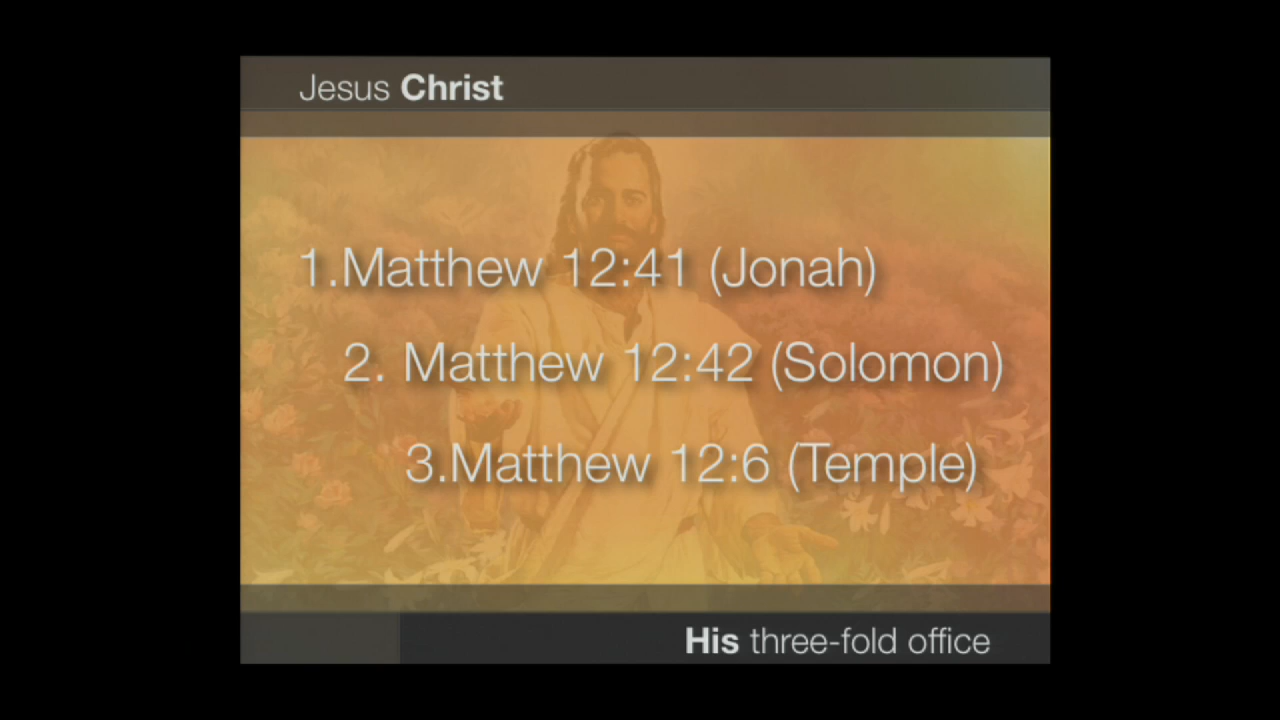 Jesus Christ
1.Matthew 12:41 (Jonah)
2. Matthew 12:42 (Solomon)
3.Matthew 12:6 (Temple)
His three-fold office